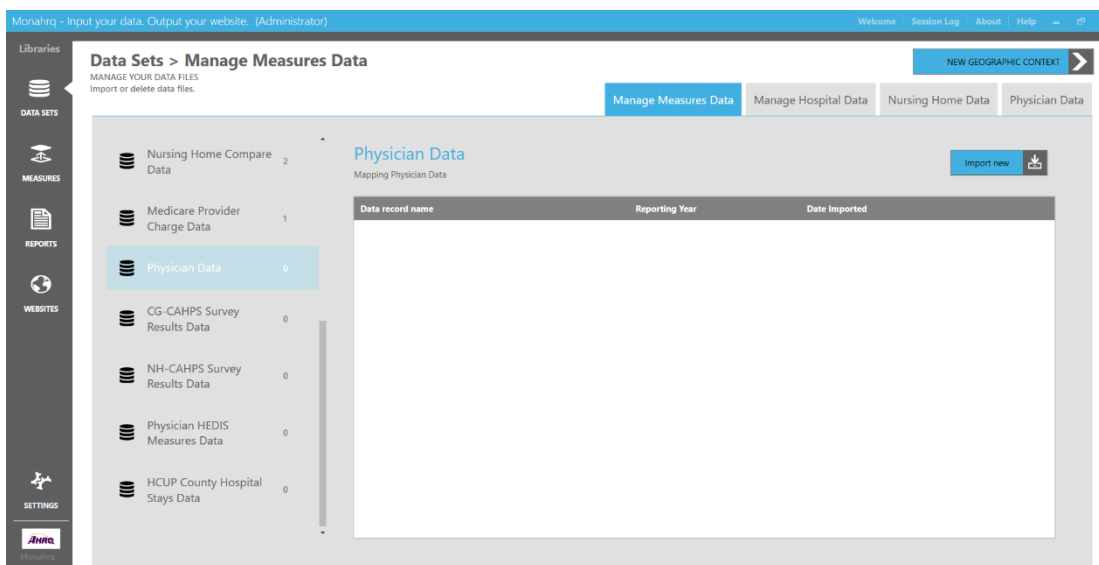 Monahrq - Input your data. Output your website. (Administrator)
Welcome Session Log About Help
Libraries
DATA SETS
MEASURES
REPORTS
WEBSITES
SETTINGS
AHRQ
Monahrq
Data Sets > Manage Measures Data
MANAGE YOUR DATA FILES
Import or delete data files.
NEW GEOGRAPHIC CONTEXT
Manage Measures Data Manage Hospital Data Nursing Home Data Physician Data
Nursing Home Compare
Data
2
Medicare Provider
Charge Data
1
Physician Data 0
CG-CAHPS Survey
Results Data
0
NH-CAHPS Survey
Results Data
0
Physician HEDIS
Measures Data
0
HCUP County Hospital
Stays Data
0
Physician Data
Mapping Physician Data
Import new
Data record name Reporting Year Date Imported